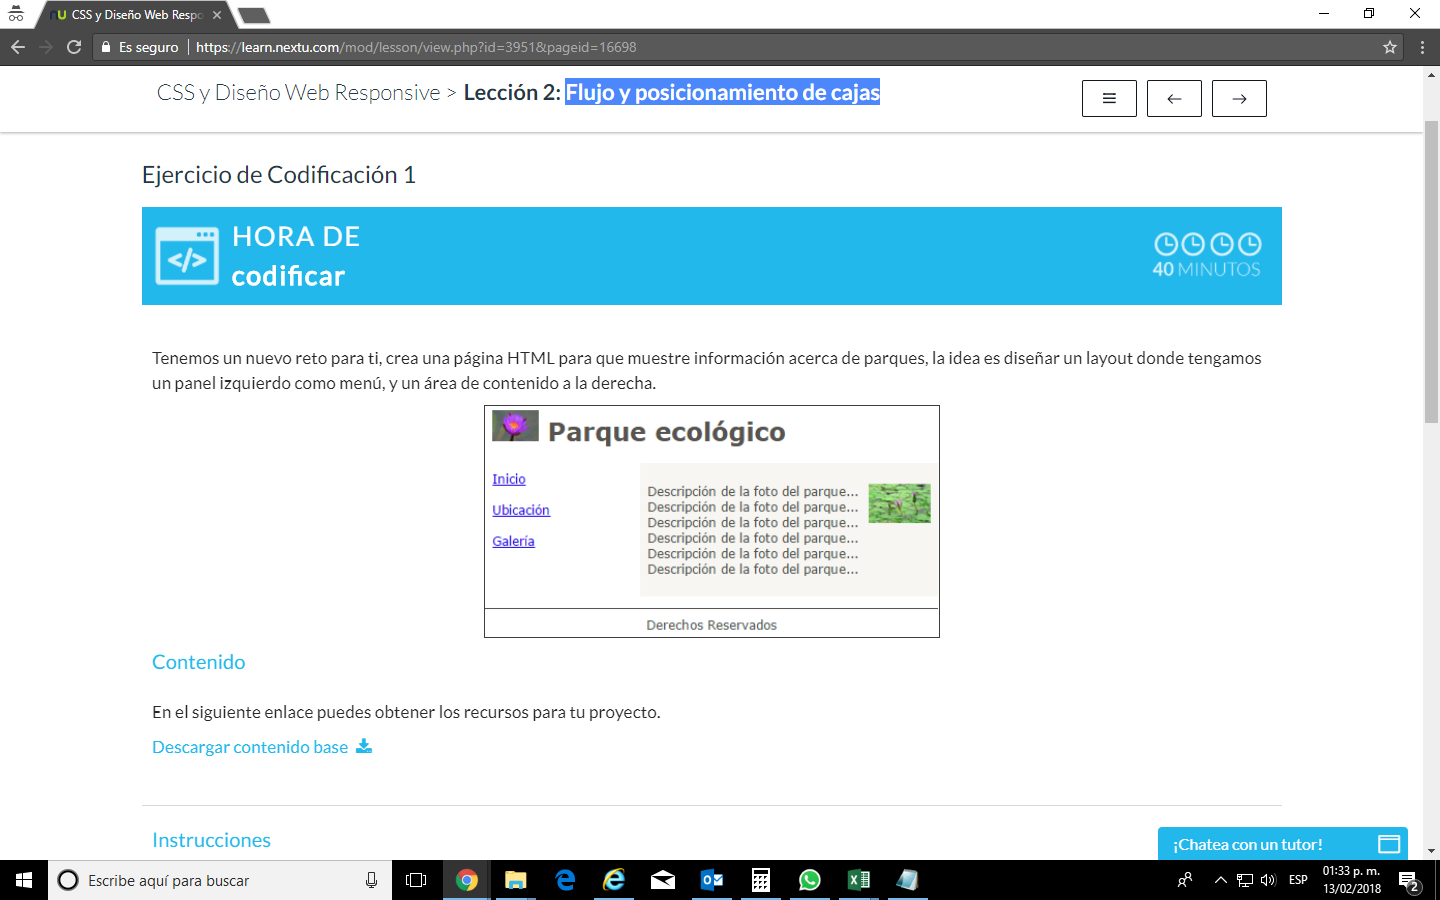 CSS y Diseño Web Respo
Es seguro
https://learn.nextu.com/mod/lesson/view.php?id=3951&pageid=16698
CSS y Diseño Web Responsive > Lección 2: Flujo y posicionamiento de cajas
Ejercicio de Codificación 1
HORA DE
codificar
40 MINUTOS
Tenemos un nuevo reto para ti, crea una página HTML para que muestre información acerca de parques, la idea es diseñar un layout donde tengamos
un panel izquierdo como menú, y un área de contenido a la derecha.
Parque ecológico
Inicio
Ubicación
Galería
Descripción de la foto del parque...
Descripción de la foto del parque...
Descripción de la foto del parque...
Descripción de la foto del parque...
Descripción de la foto del parque...
Descripción de la foto del parque...
Derechos Reservados
Contenido
En el siguiente enlace puedes obtener los recursos para tu proyecto.
Descargar contenido base
Instrucciones
¡Chatea con un tutor!
Escribe aquí para buscar
ESP
01:33 p. m.
13/02/2018
2